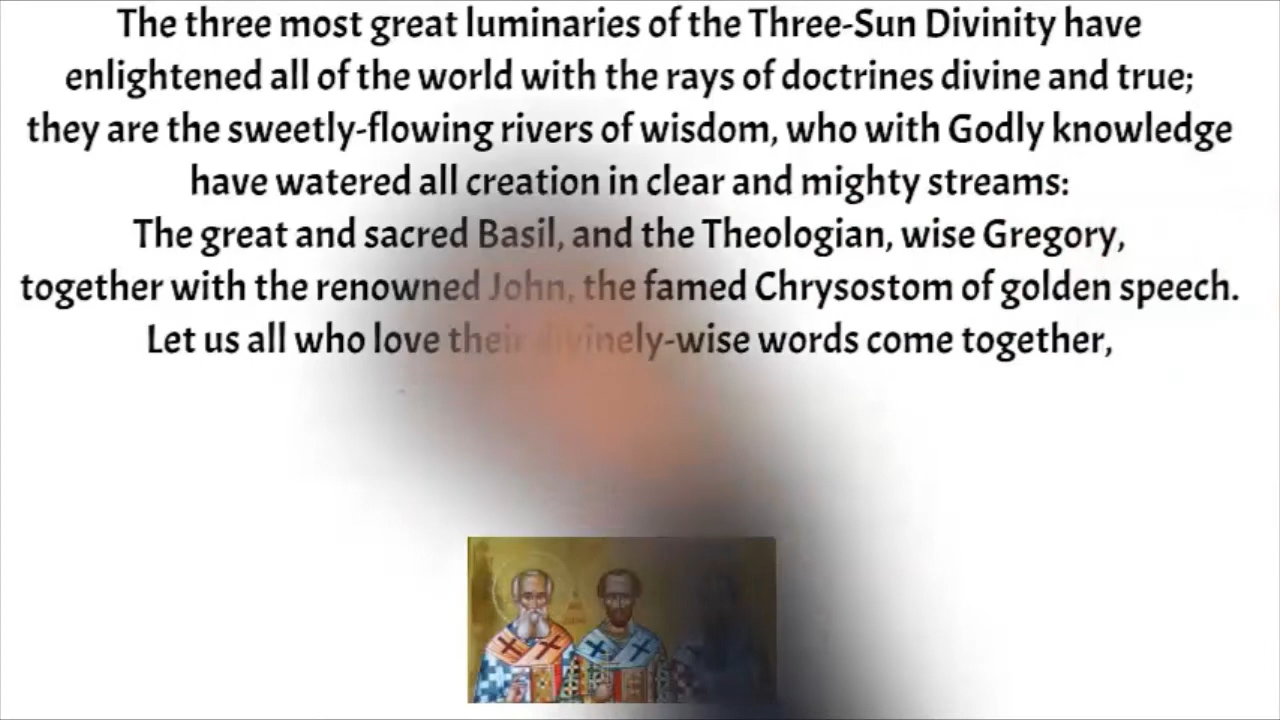 The three most great luminaries of the Three-Sun Divinity have
enlightened all of the world with the rays of doctrines divine and true;
they are the sweetly-flowing rivers of wisdom, who with Godly knowledge
have watered all creation in clear and mighty streams:
The great and sacred Basil, and the Theologian, wise Gregory,
together with the renowned John, the famed Chrysostom of golden speech.
Let us all who love their divinely-wise words come together,